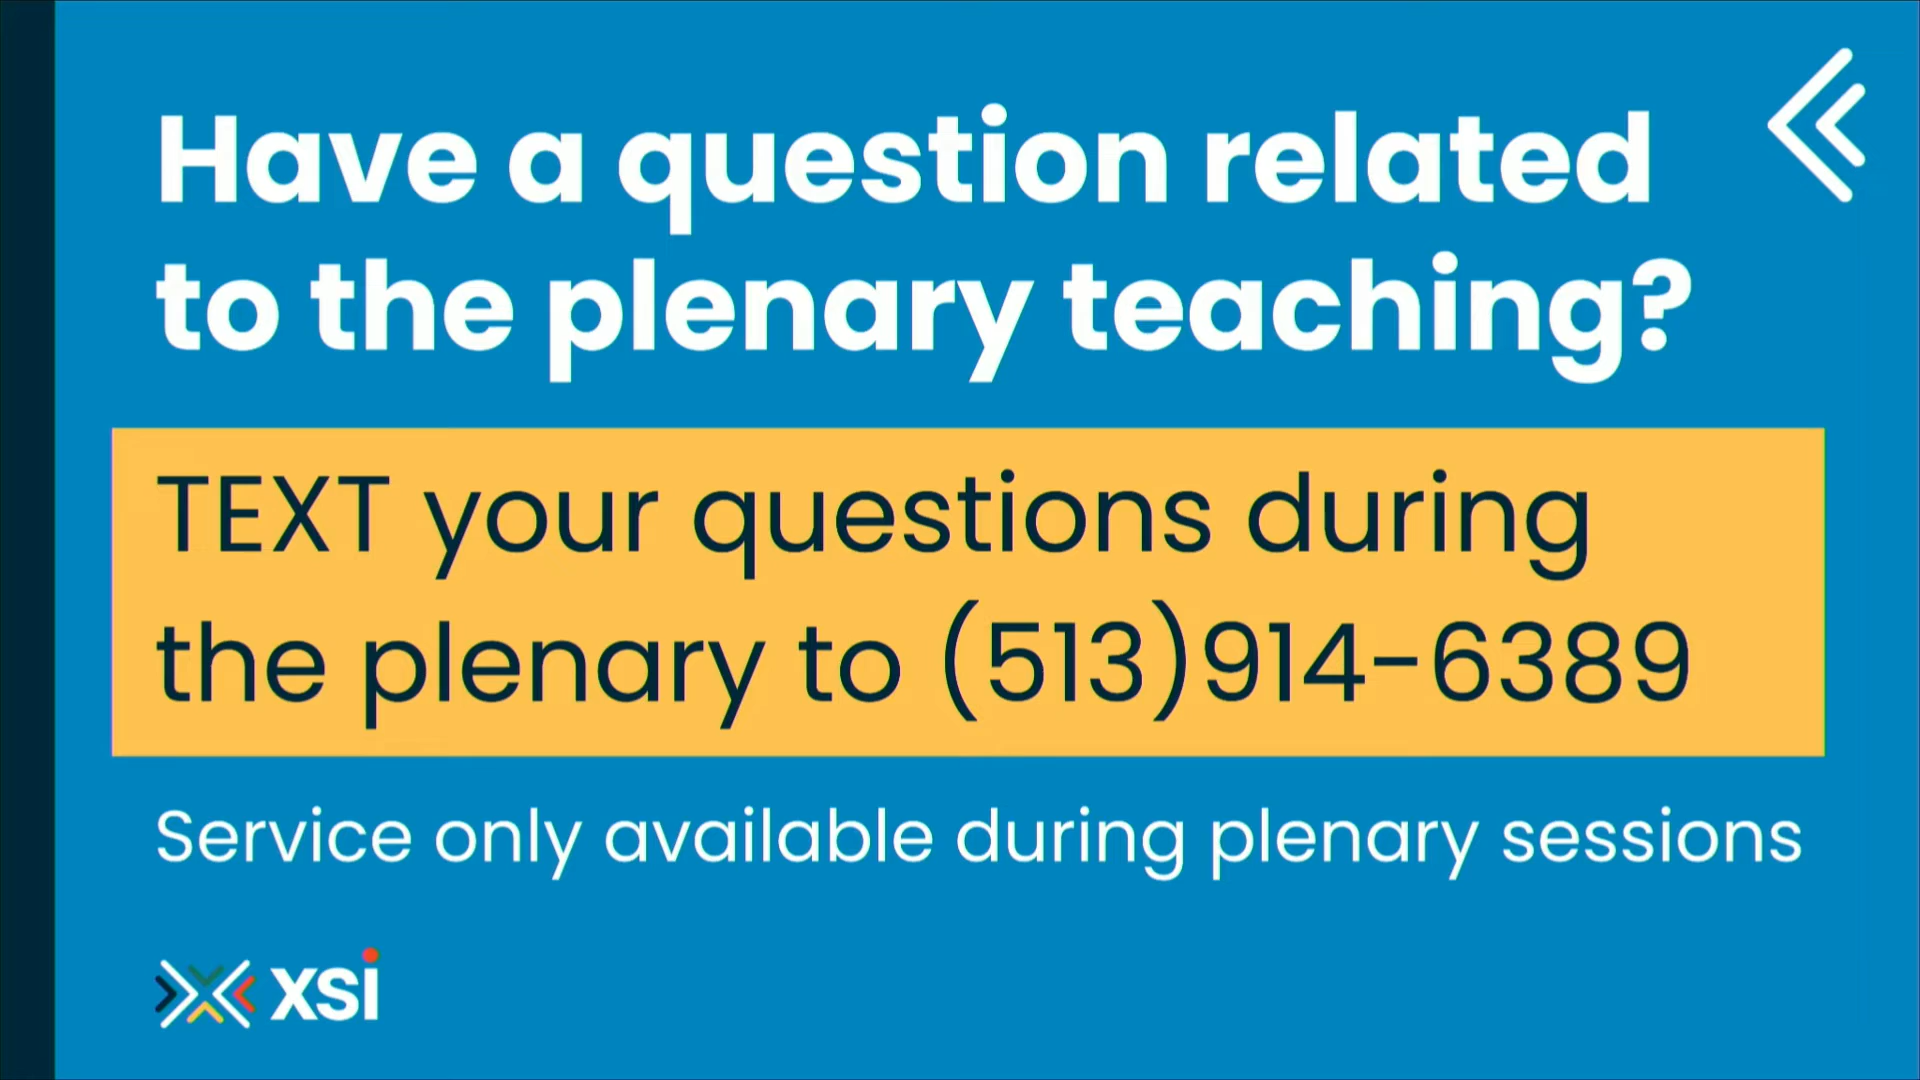 Have a question related
to the plenary teaching?
TEXT your questions during
the plenary to (513)914-6389
Service only available during plenary sessions
xsi